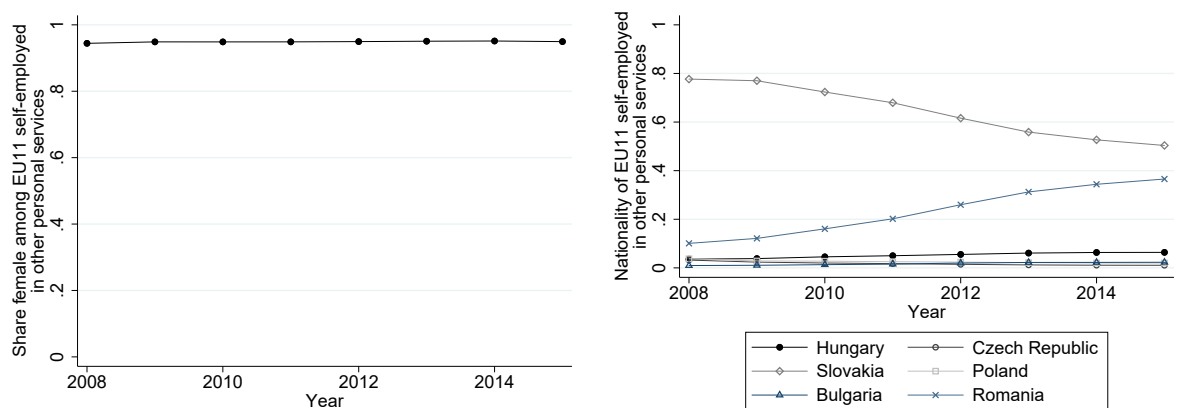 Share female among EU11 self-employed
in other personal services
1
.8
.6
.4
.2
0
2008 2010 2012 2014
Year
Nationality of EU11 self-employed
in other personal services
1
.8
.6
.4
.2
0
2008 2010 2012 2014
Year
Hungary Czech Republic
Slovakia Poland
Bulgaria Romania